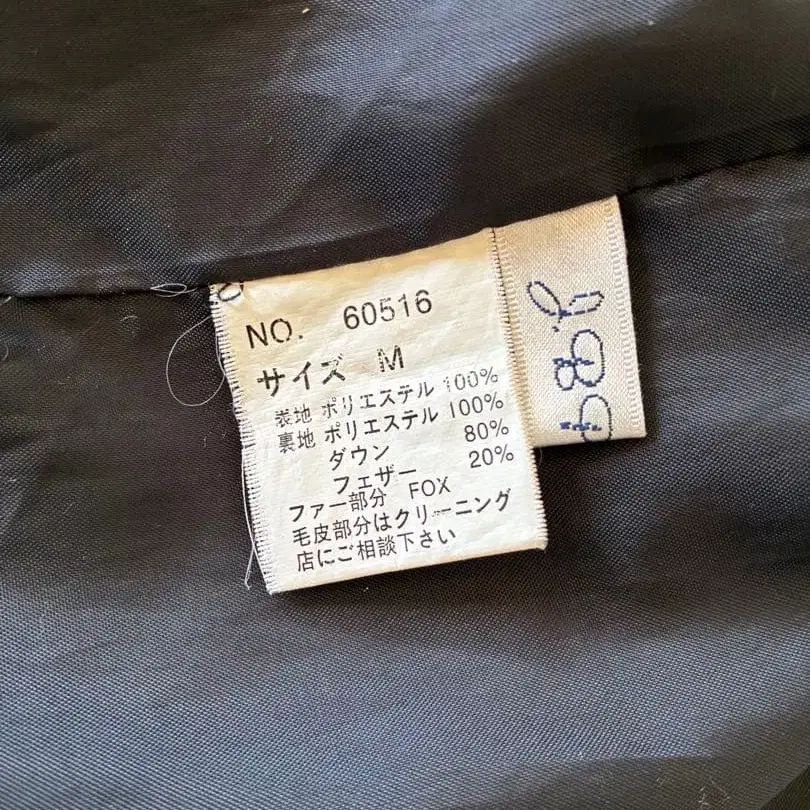 NO. 60516
サイズ M
表地 ポリエステル 100%
裏地 ポリエステル 100%
ダウン 80%
フェザー 20%
ファー部分 FOX
毛皮部分はクリーニング
店にご相談下さい